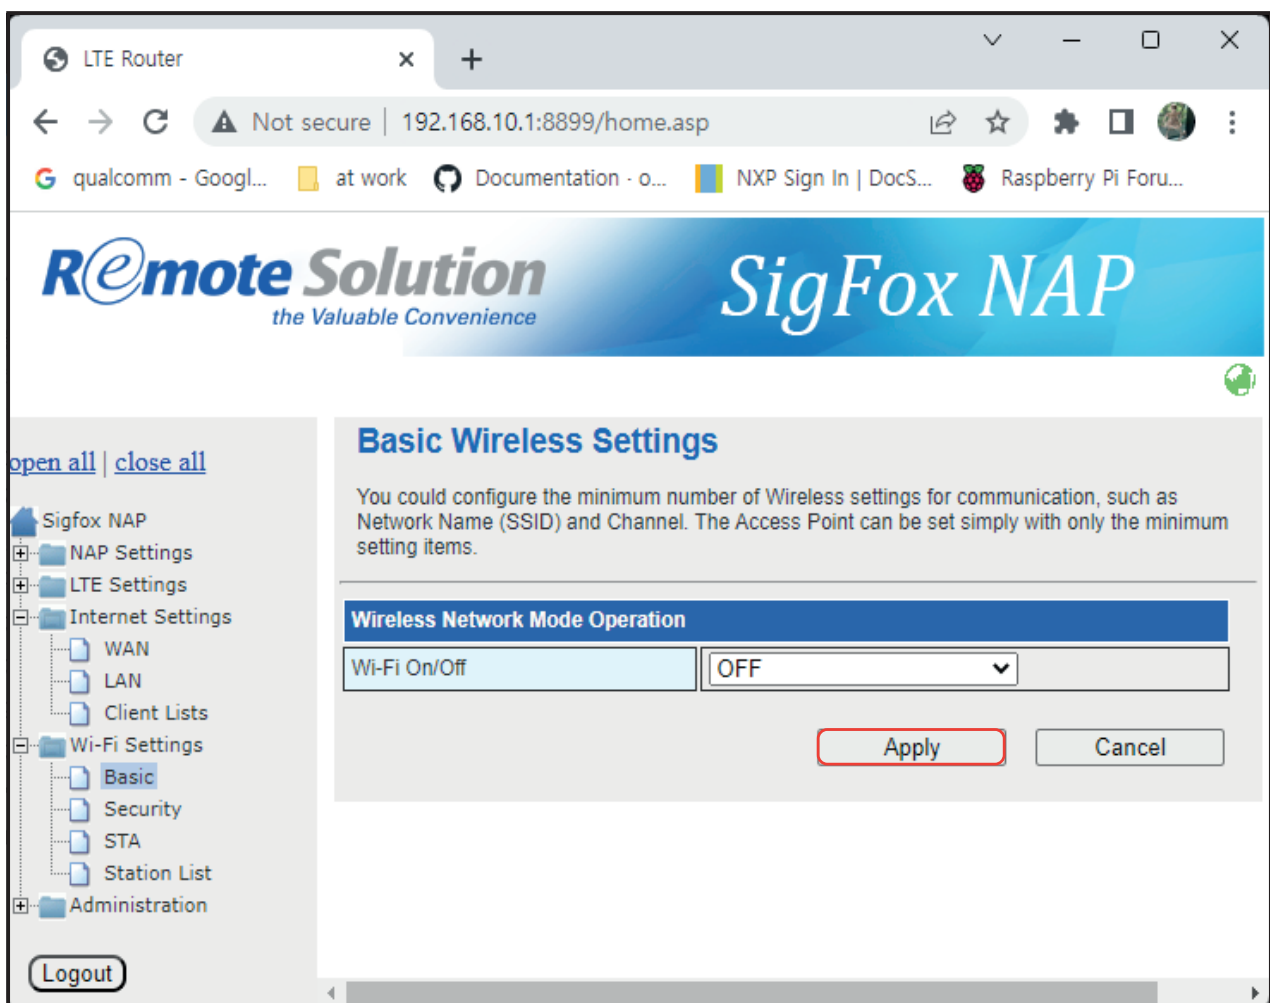 LTE Router
Not secure | 192.168.10.1:8899/home.asp
qualcomm - Googl... at work Documentation · o... NXP Sign In | DocS... Raspberry Pi Foru...
Remote Solution
the Valuable Convenience
SigFox NAP
open all | close all
Sigfox NAP
NAP Settings
LTE Settings
Internet Settings
WAN
LAN
Client Lists
Wi-Fi Settings
Basic
Security
STA
Station List
Administration
Logout
Basic Wireless Settings
You could configure the minimum number of Wireless settings for communication, such as
Network Name (SSID) and Channel. The Access Point can be set simply with only the minimum
setting items.
Wireless Network Mode Operation
Wi-Fi On/Off OFF
Apply Cancel